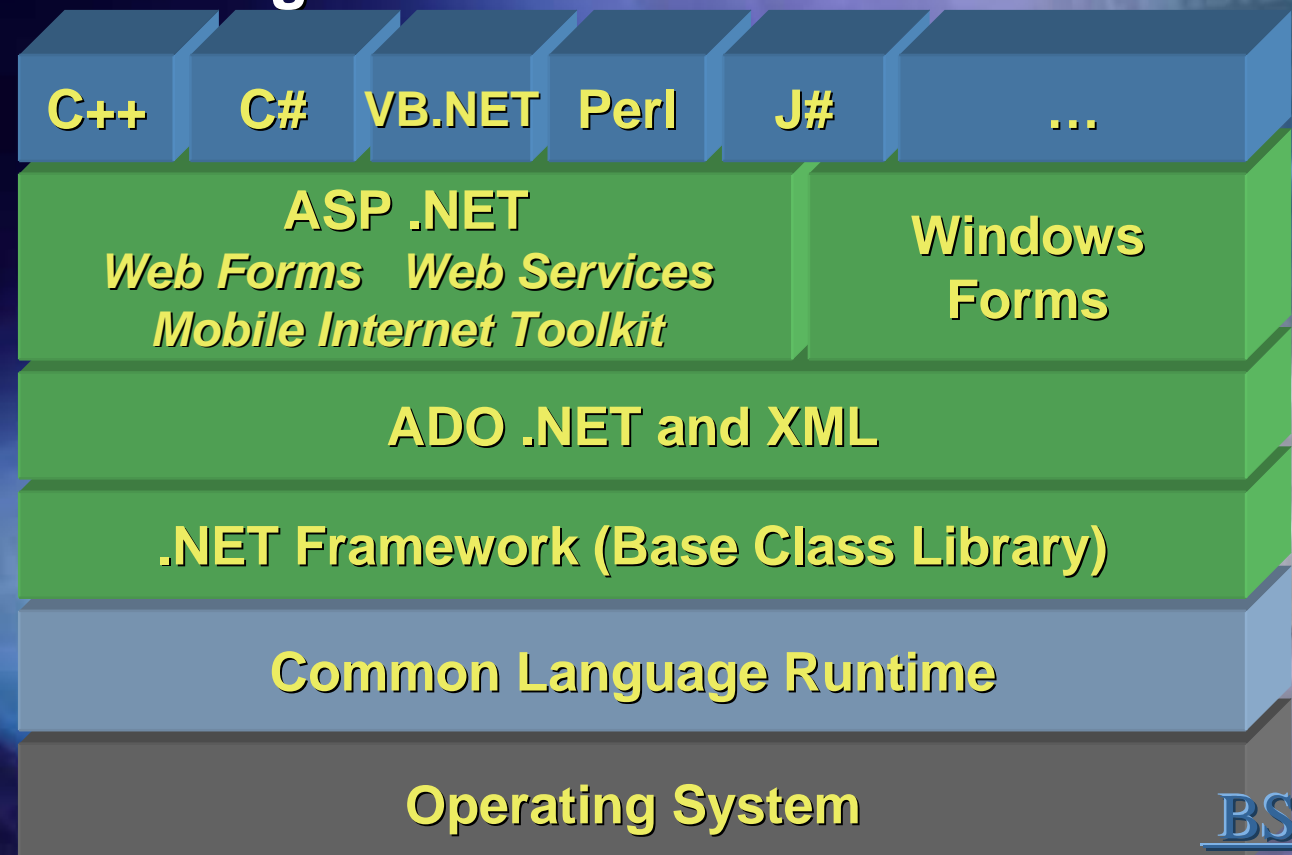 C++ C# VB.NET Perl J# …
ASP .NET
Web Forms Web Services
Mobile Internet Toolkit
Windows
Forms
ADO .NET and XML
.NET Framework (Base Class Library)
Common Language Runtime
Operating System
BS